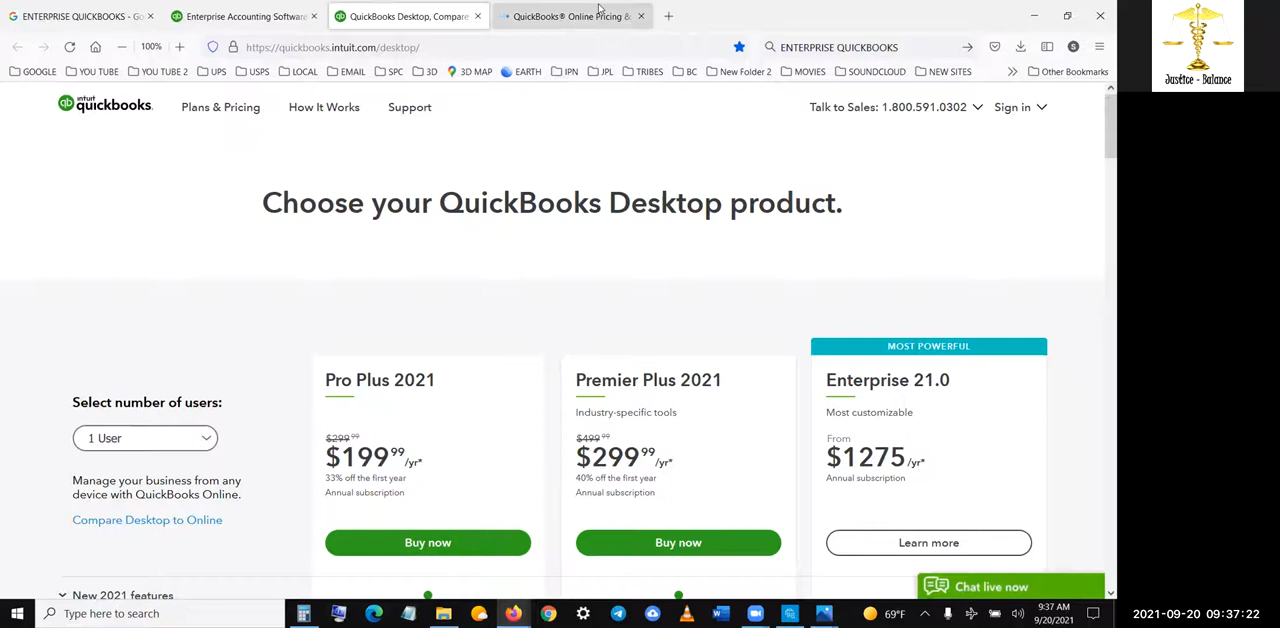 ENTERPRISE QUICKBOOKS - Go
Enterprise Accounting Software
QuickBooks Desktop, Compare
QuickBooks® Online Pricing &
100%
https://quickbooks.intuit.com/desktop/
ENTERPRISE QUICKBOOKS
GOOGLE YOU TUBE YOU TUBE 2 UPS USPS LOCAL EMAIL SPC 3D 3D MAP EARTH IPN JPL TRIBES BC New Folder 2 MOVIES SOUNDCLOUD NEW SITES Other Bookmarks
Justice - Balance
intuit
quickbooks.
Plans & Pricing How It Works Support
Talk to Sales: 1.800.591.0302 Sign in
Choose your QuickBooks Desktop product.
Select number of users:
1 User
Manage your business from any
device with QuickBooks Online.
Compare Desktop to Online
Pro Plus 2021
$299 99
$199 99 /yr*
33% off the first year
Annual subscription
Buy now
Premier Plus 2021
Industry-specific tools
$499 99
$299 99 /yr*
40% off the first year
Annual subscription
Buy now
MOST POWERFUL
Enterprise 21.0
Most customizable
From
$1275 /yr*
Annual subscription
Learn more
New 2021 features
Chat live now
Type here to search
69°F
9:37 AM
9/20/2021
2021-09-20 09:37:22